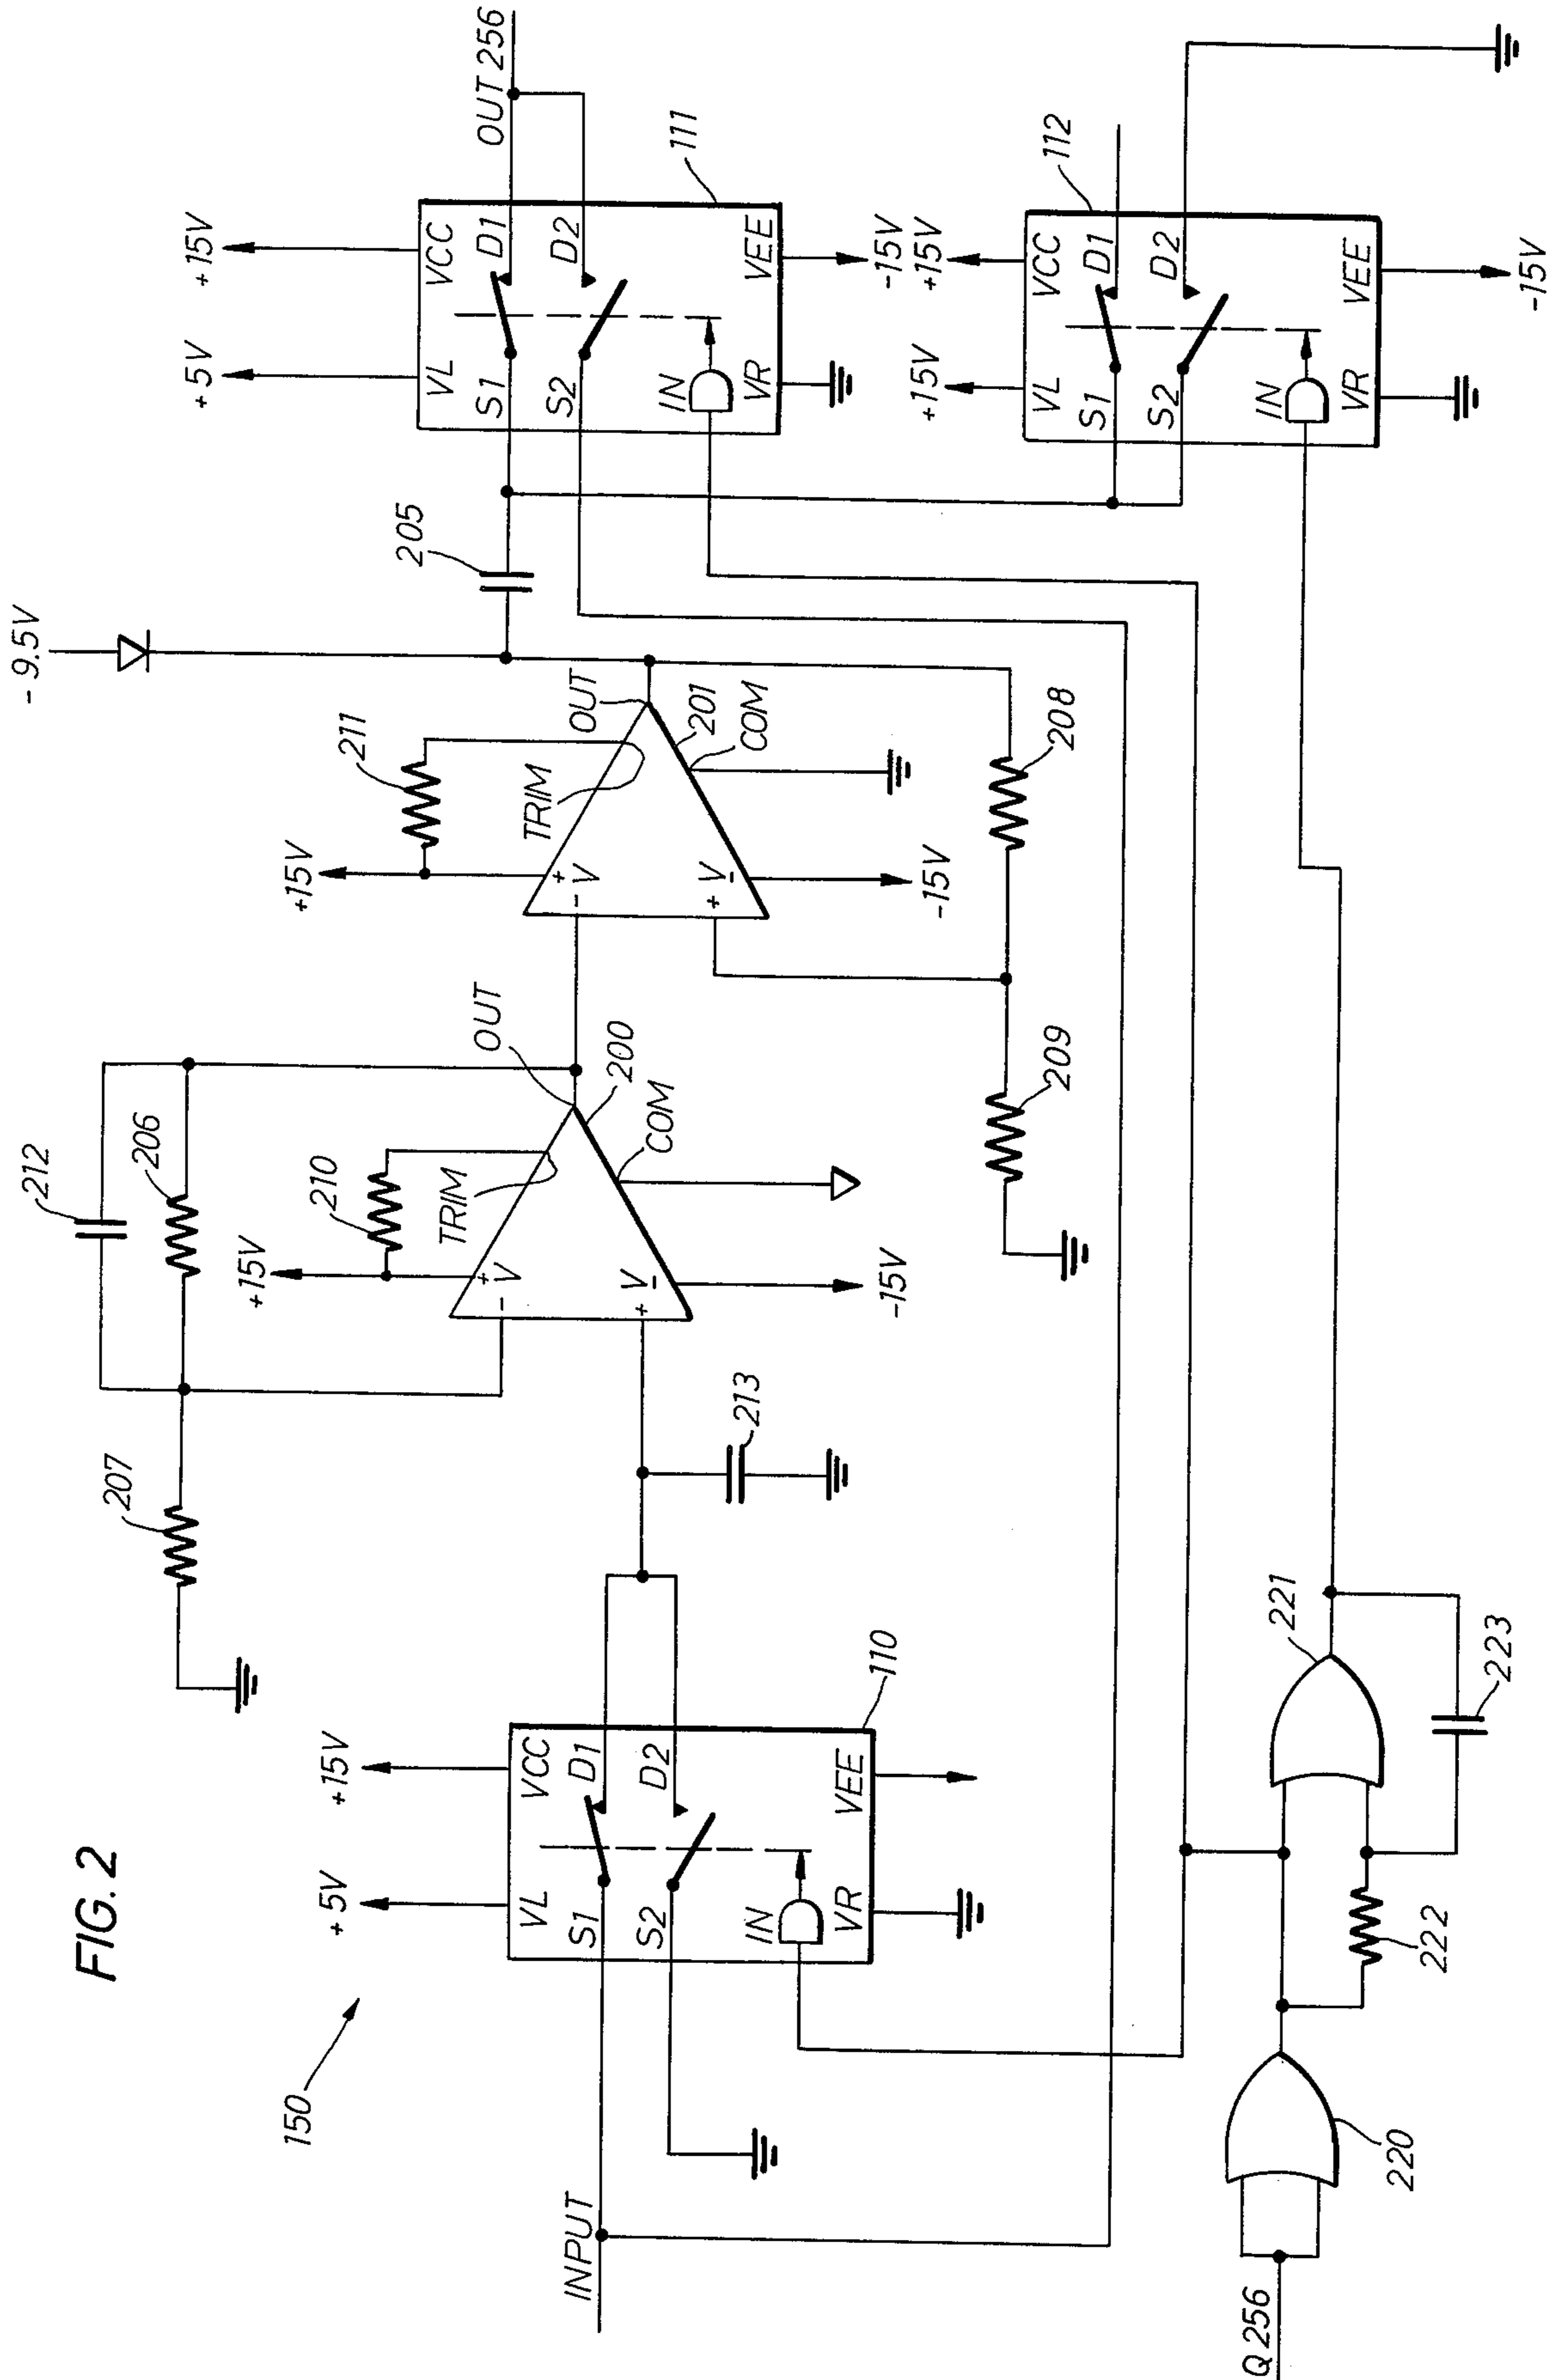 FIG. 2
150
INPUT
+5V
+15V
VL
VCC
S1
D1
S2
D2
IN
VR
VEE
110
207
212
206
+15V
210
TRIM
-
+
V
+
V
-
OUT
200
COM
-15V
213
209
208
+15V
211
TRIM
-
+
V
+
V
-
OUT
201
COM
-15V
- 9.5V
205
+5V
+15V
VL
VCC
S1
D1
S2
D2
IN
VR
VEE
111
OUT 256
-15V
+15V
+15V
VL
VCC
S1
D1
S2
D2
IN
VR
VEE
112
-15V
Q 256
220
222
221
223